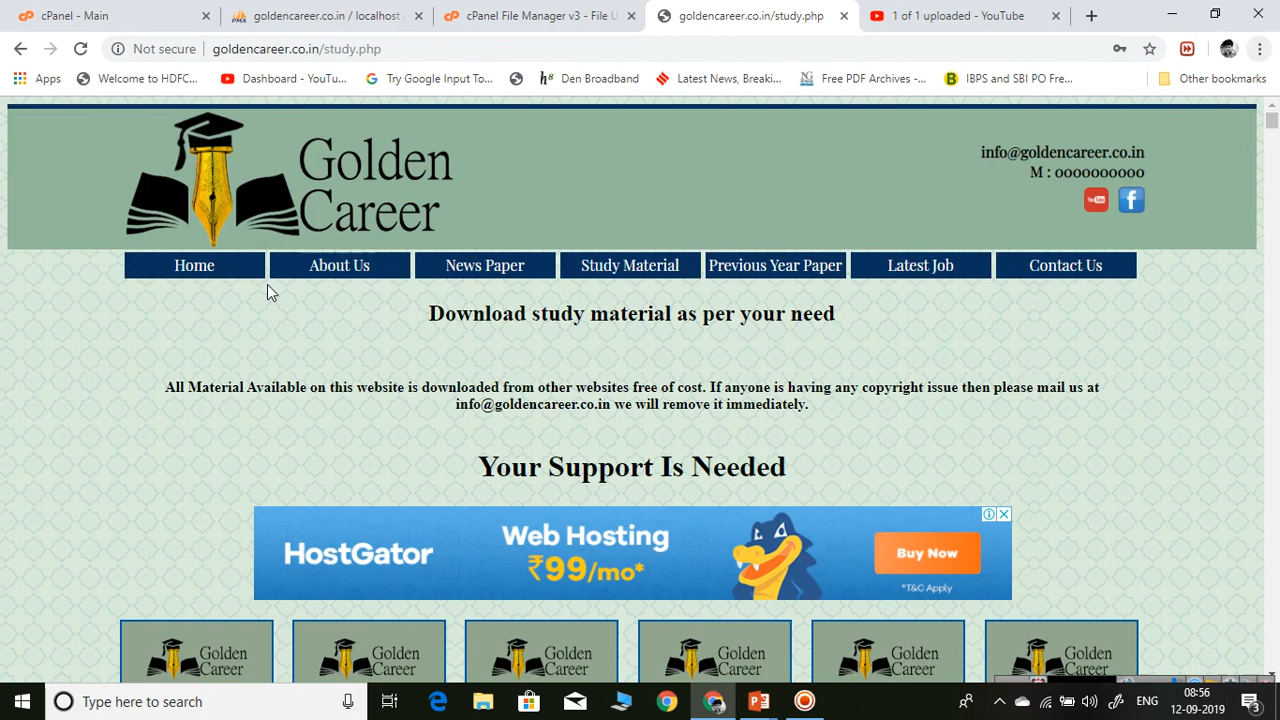 cPanel - Main
goldencareer.co.in / localhost
cPanel File Manager v3 - File U
goldencareer.co.in/study.php
1 of 1 uploaded - YouTube
Not secure
goldencareer.co.in/study.php
Apps
Welcome to HDFC...
Dashboard - YouTu...
Try Google Input To...
Den Broadband
Latest News, Breaki...
Free PDF Archives -...
IBPS and SBI PO Fre...
Other bookmarks
Golden
Career
info@goldencareer.co.in
M : 0000000000
You Tube
Home
About Us
News Paper
Study Material
Previous Year Paper
Latest Job
Contact Us
Download study material as per your need
All Material Available on this website is downloaded from other websites free of cost. If anyone is having any copyright issue then please mail us at
info@goldencareer.co.in we will remove it immediately.
Your Support Is Needed
HostGator
Web Hosting
₹99/mo*
Buy Now
*T&C Apply
Golden
Career
Golden
Career
Golden
Career
Golden
Career
Golden
Career
Golden
Career
Type here to search
ENG
08:56
12-09-2019
3